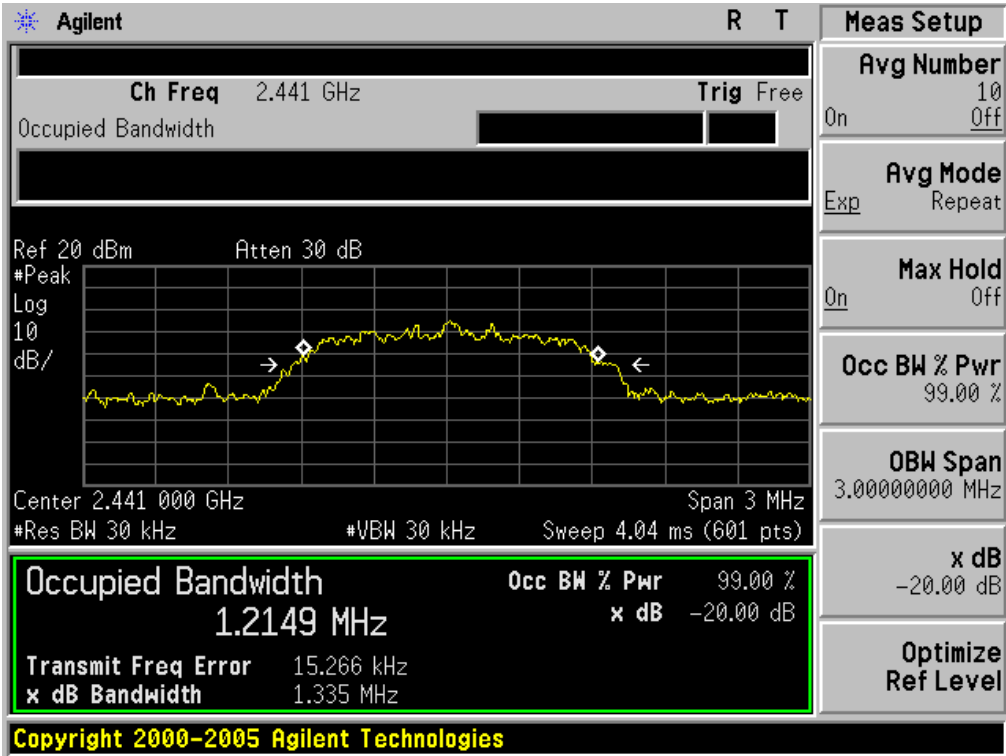 Agilent R T
Ch Freq 2.441 GHz Trig Free
Occupied Bandwidth
Ref 20 dBm Atten 30 dB
#Peak
Log
10
dB/
Center 2.441 000 GHz Span 3 MHz
#Res BW 30 kHz #VBW 30 kHz Sweep 4.04 ms (601 pts)
Occupied Bandwidth Occ BW % Pwr 99.00 %
1.2149 MHz x dB -20.00 dB
Transmit Freq Error 15.266 kHz
x dB Bandwidth 1.335 MHz
Copyright 2000-2005 Agilent Technologies
Meas Setup
Avg Number
10
On Off
Avg Mode
Exp Repeat
Max Hold
On Off
Occ BW % Pwr
99.00 %
OBW Span
3.00000000 MHz
x dB
-20.00 dB
Optimize
Ref Level